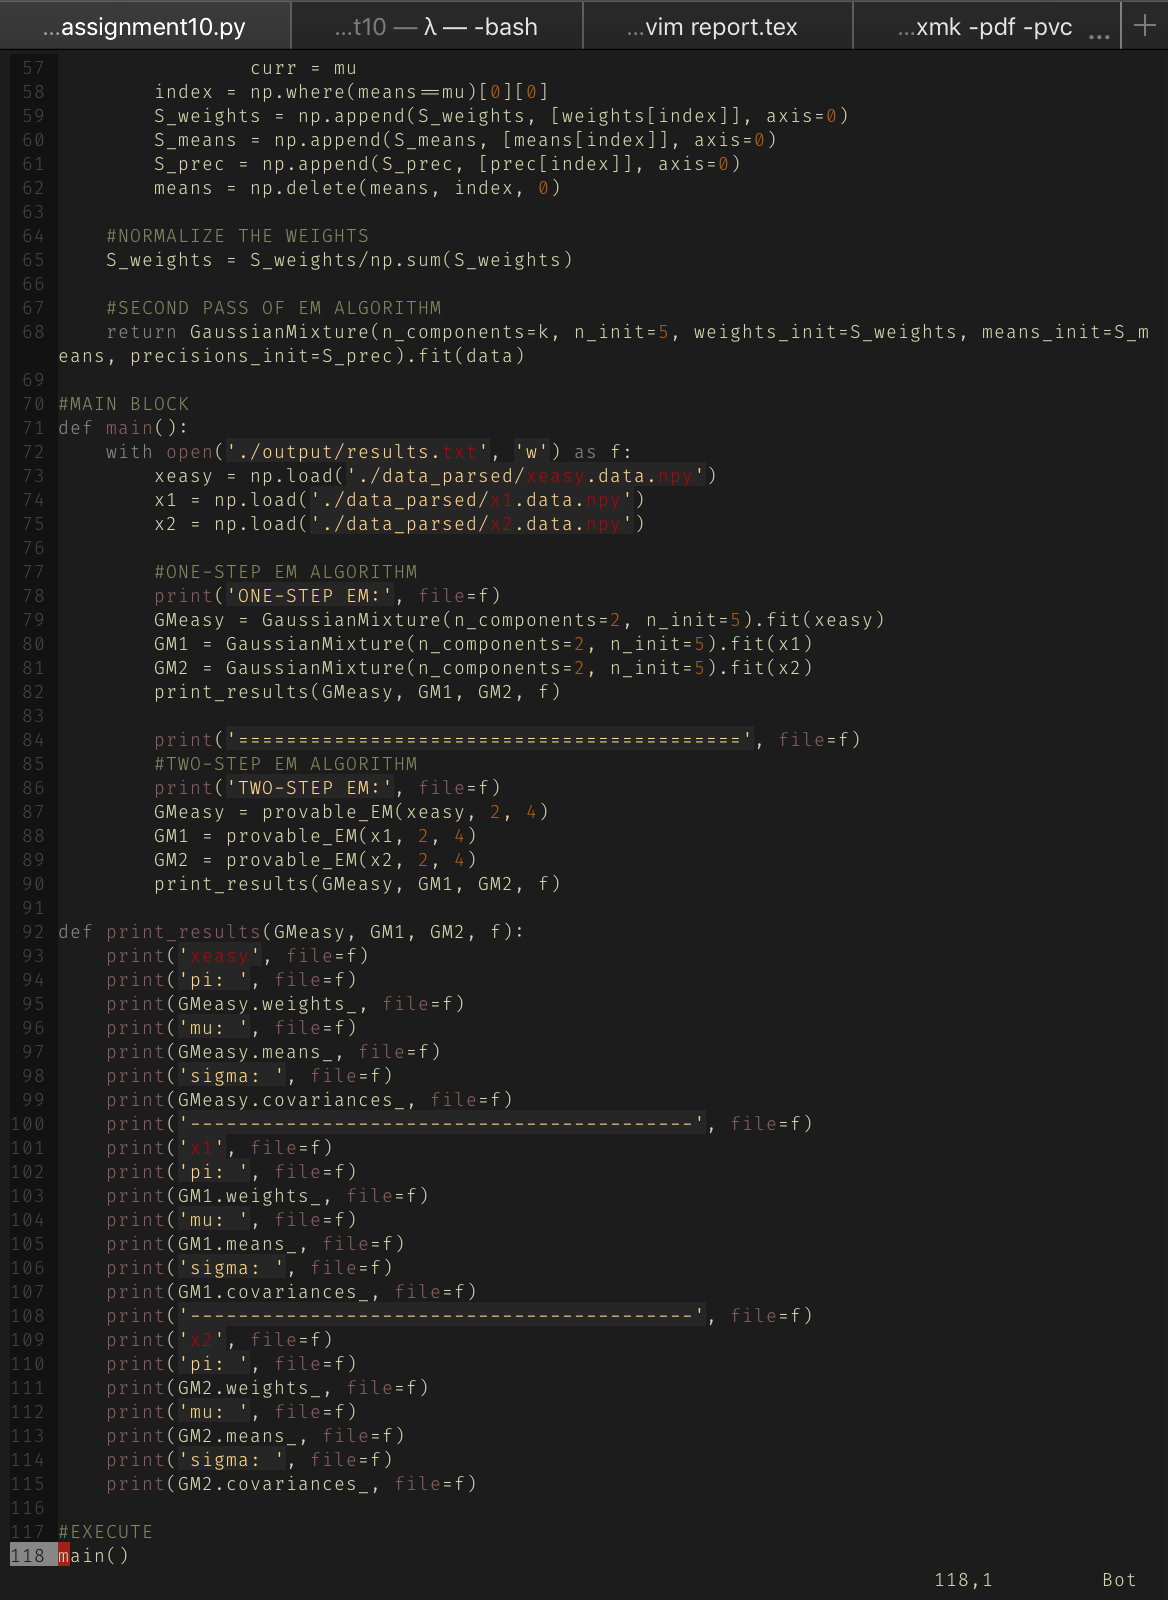 ...assignment10.py ...t10 — λ — -bash ...vim report.tex ...xmk -pdf -pvc ... +
57                 curr = mu
58         index = np.where(means==mu)[0][0]
59         S_weights = np.append(S_weights, [weights[index]], axis=0)
60         S_means = np.append(S_means, [means[index]], axis=0)
61         S_prec = np.append(S_prec, [prec[index]], axis=0)
62         means = np.delete(means, index, 0)
63
64     #NORMALIZE THE WEIGHTS
65     S_weights = S_weights/np.sum(S_weights)
66
67     #SECOND PASS OF EM ALGORITHM
68     return GaussianMixture(n_components=k, n_init=5, weights_init=S_weights, means_init=S_m
eans, precisions_init=S_prec).fit(data)
69
70 #MAIN BLOCK
71 def main():
72     with open('./output/results.txt', 'w') as f:
73         xeasy = np.load('./data_parsed/xeasy.data.npy')
74         x1 = np.load('./data_parsed/x1.data.npy')
75         x2 = np.load('./data_parsed/x2.data.npy')
76
77         #ONE-STEP EM ALGORITHM
78         print('ONE-STEP EM:', file=f)
79         GMeasy = GaussianMixture(n_components=2, n_init=5).fit(xeasy)
80         GM1 = GaussianMixture(n_components=2, n_init=5).fit(x1)
81         GM2 = GaussianMixture(n_components=2, n_init=5).fit(x2)
82         print_results(GMeasy, GM1, GM2, f)
83
84         print('==========================================', file=f)
85         #TWO-STEP EM ALGORITHM
86         print('TWO-STEP EM:', file=f)
87         GMeasy = provable_EM(xeasy, 2, 4)
88         GM1 = provable_EM(x1, 2, 4)
89         GM2 = provable_EM(x2, 2, 4)
90         print_results(GMeasy, GM1, GM2, f)
91
92 def print_results(GMeasy, GM1, GM2, f):
93     print('xeasy', file=f)
94     print('pi: ', file=f)
95     print(GMeasy.weights_, file=f)
96     print('mu: ', file=f)
97     print(GMeasy.means_, file=f)
98     print('sigma: ', file=f)
99     print(GMeasy.covariances_, file=f)
100     print('------------------------------------------', file=f)
101     print('x1', file=f)
102     print('pi: ', file=f)
103     print(GM1.weights_, file=f)
104     print('mu: ', file=f)
105     print(GM1.means_, file=f)
106     print('sigma: ', file=f)
107     print(GM1.covariances_, file=f)
108     print('------------------------------------------', file=f)
109     print('x2', file=f)
110     print('pi: ', file=f)
111     print(GM2.weights_, file=f)
112     print('mu: ', file=f)
113     print(GM2.means_, file=f)
114     print('sigma: ', file=f)
115     print(GM2.covariances_, file=f)
116
117 #EXECUTE
118 main()
118,1 Bot